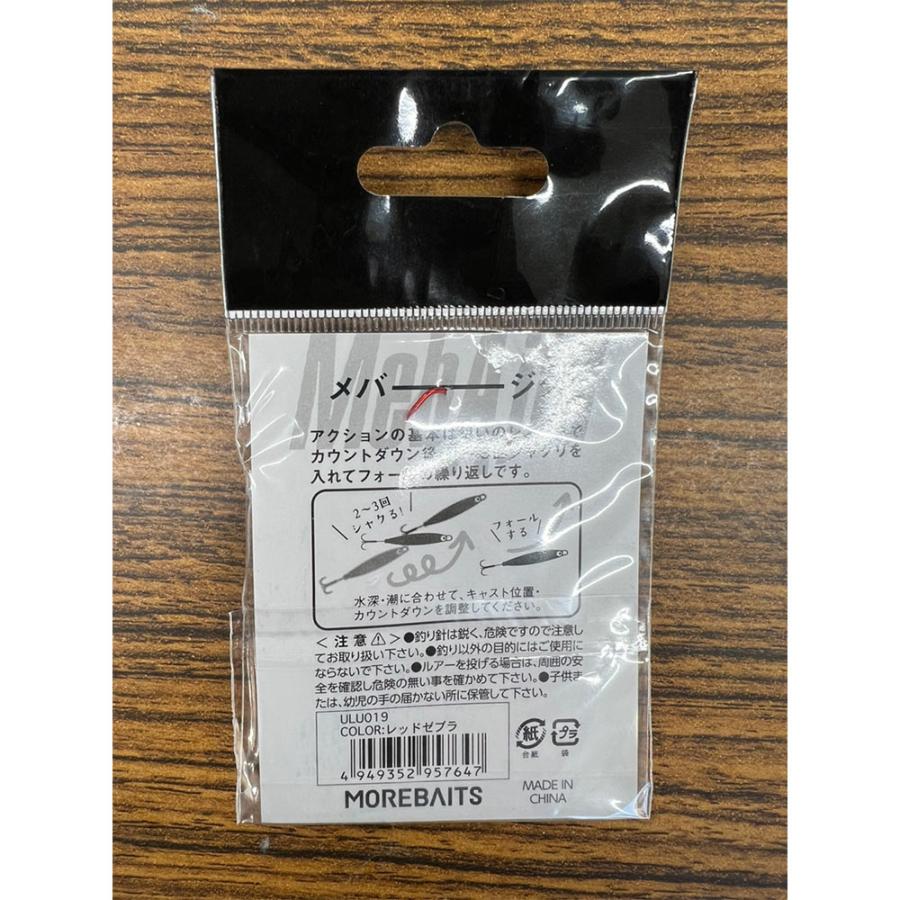 メバ ジ
アクションの基本は狙いのレ で
カウントダウン後 シャクリを
入れてフォー の繰り返しです。
2～3回
シャクる!
フォール
する
水深・潮に合わせて、キャスト位置・
カウントダウンを調整してください。
＜注意⚠＞●釣り針は鋭く、危険ですので注意し
てお取り扱い下さい。●釣り以外の目的にはご使用に
ならないで下さい。●ルアーを投げる場合は、周囲の安
全を確認し危険の無い事を確かめて下さい。●子供ま
たは、幼児の手の届かない所に保管して下さい。
ULU019
COLOR:レッドゼブラ
4 949352 957647
紙
台紙
プラ
袋
MOREBAITS
MADE IN
CHINA